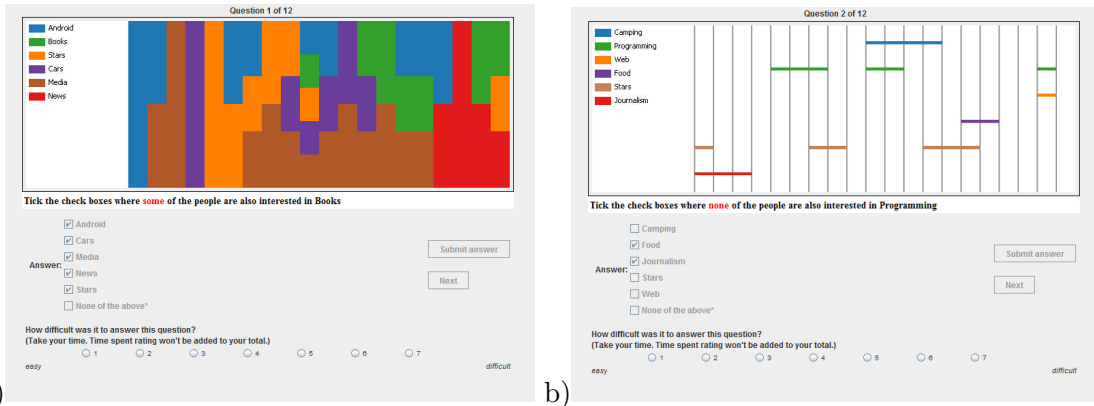 Question 1 of 12
Android
Books
Stars
Cars
Media
News
Tick the check boxes where some of the people are also interested in Books
Android
Cars
Media
News
Stars
None of the above*
Answer:
Submit answer
Next
How difficult was it to answer this question?
(Take your time. Time spent rating won't be added to your total.)
1 2 3 4 5 6 7
easy difficult
)
b)
Question 2 of 12
Camping
Programming
Web
Food
Stars
Journalism
Tick the check boxes where none of the people are also interested in Programming
Camping
Food
Journalism
Stars
Web
None of the above*
Answer:
Submit answer
Next
How difficult was it to answer this question?
(Take your time. Time spent rating won't be added to your total.)
1 2 3 4 5 6 7
easy difficult